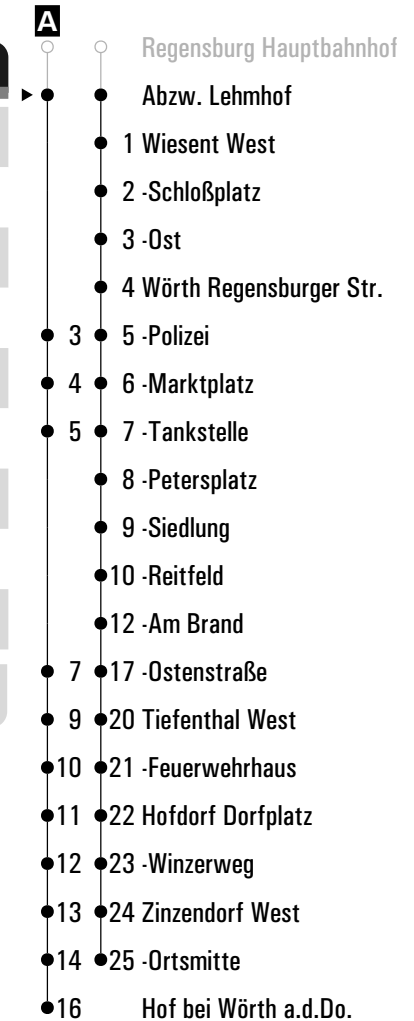 A
Regensburg Hauptbahnhof
Abzw. Lehmhof
1 Wiesent West
2 -Schloßplatz
3 -Ost
4 Wörth Regensburger Str.
3 5 -Polizei
4 6 -Marktplatz
5 7 -Tankstelle
8 -Petersplatz
9 -Siedlung
10 -Reitfeld
12 -Am Brand
7 17 -Ostenstraße
9 20 Tiefenthal West
10 21 -Feuerwehrhaus
11 22 Hofdorf Dorfplatz
12 23 -Winzerweg
13 24 Zinzendorf West
14 25 -Ortsmitte
16 Hof bei Wörth a.d.Do.